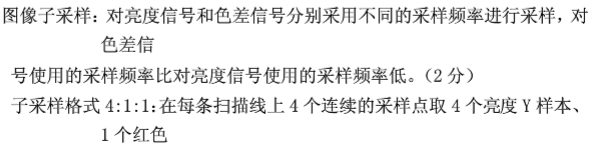 图像子采样：对亮度信号和色差信号分别采用不同的采样频率进行采样，对
色差信
号使用的采样频率比对亮度信号使用的采样频率低。（2 分）
子采样格式 4:1:1:在每条扫描线上 4 个连续的采样点取 4 个亮度 Y 样本、
1 个红色